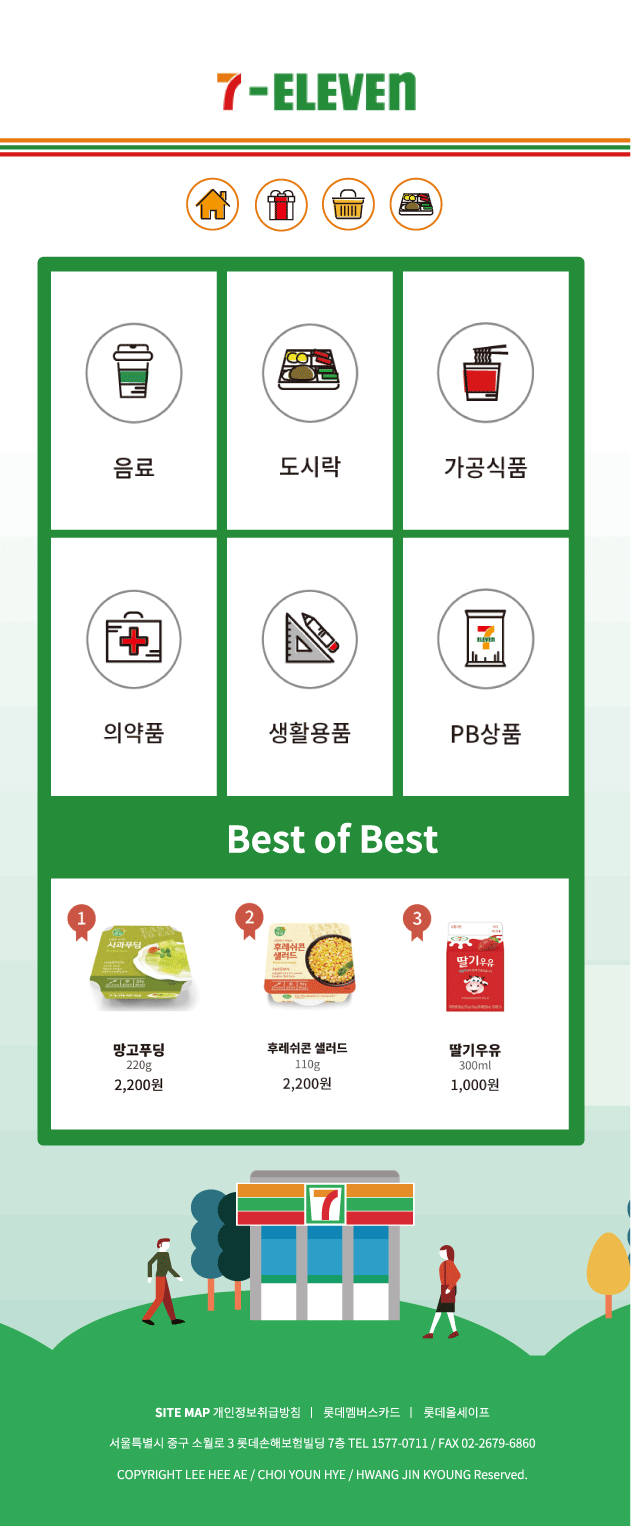 7-ELEVEn
음료
도시락
가공식품
의약품
7
ELEVEN
생활용품
PB상품
Best of Best
1
2
3
사과푸딩
후레쉬콘
샐러드
딸기우유
망고푸딩
220g
2,200원
후레쉬콘 샐러드
110g
2,200원
딸기우유
300ml
1,000원
7
SITE MAP 개인정보취급방침 | 롯데멤버스카드 | 롯데올세이프
서울특별시 중구 소월로 3 롯데손해보험빌딩 7층 TEL 1577-0711 / FAX 02-2679-6860
COPYRIGHT LEE HEE AE / CHOI YOUN HYE / HWANG JIN KYOUNG Reserved.